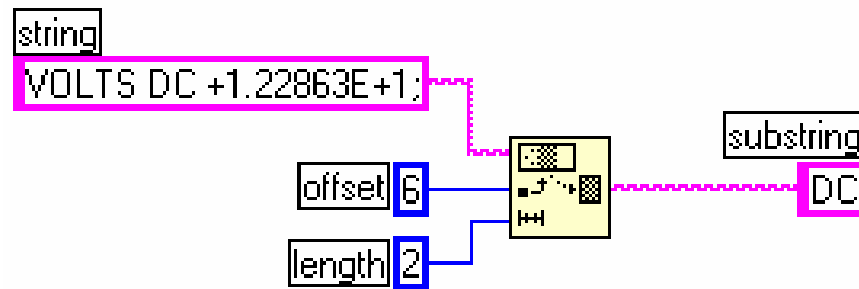 string
VOLTS DC +1.22863E+1;
substring
offset 6
DC
length 2